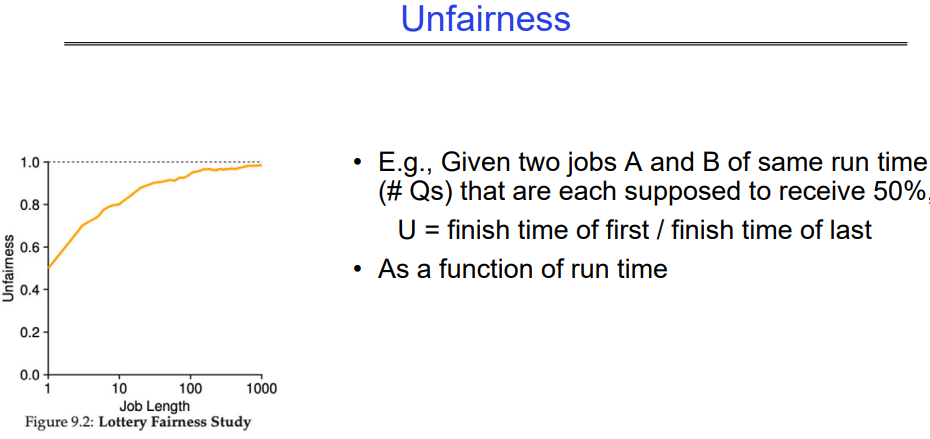 Unfairness
1.0
0.8
0.6
0.4
0.2
0.0
Unfairness
1
10
100
1000
Job Length
Figure 9.2: Lottery Fairness Study
• E.g., Given two jobs A and B of same run time
(# Qs) that are each supposed to receive 50%,
U = finish time of first / finish time of last
• As a function of run time